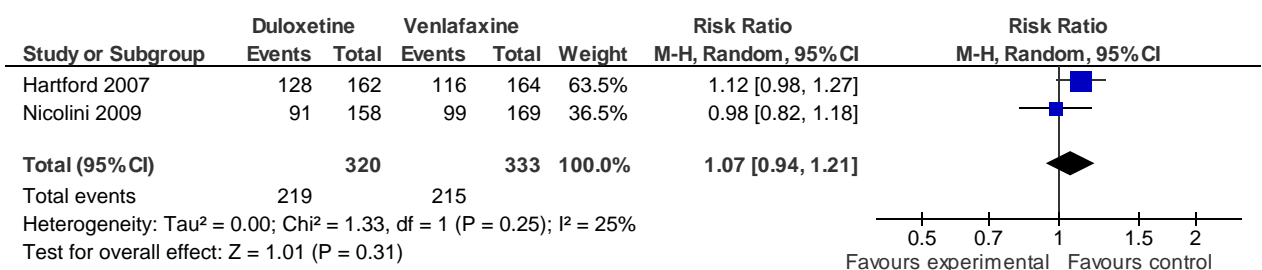 Duloxetine Venlafaxine Risk Ratio Risk Ratio
Study or Subgroup Events Total Events Total Weight M-H, Random, 95%CI M-H, Random, 95%CI
Hartford 2007 128 162 116 164 63.5% 1.12 [0.98, 1.27]
Nicolini 2009 91 158 99 169 36.5% 0.98 [0.82, 1.18]
Total (95%CI) 320 333 100.0% 1.07 [0.94, 1.21]
Total events 219 215
Heterogeneity: Tau² = 0.00; Chi² = 1.33, df = 1 (P = 0.25); I² = 25%
Test for overall effect: Z = 1.01 (P = 0.31)
0.5 0.7 1 1.5 2
Favours experimental Favours control